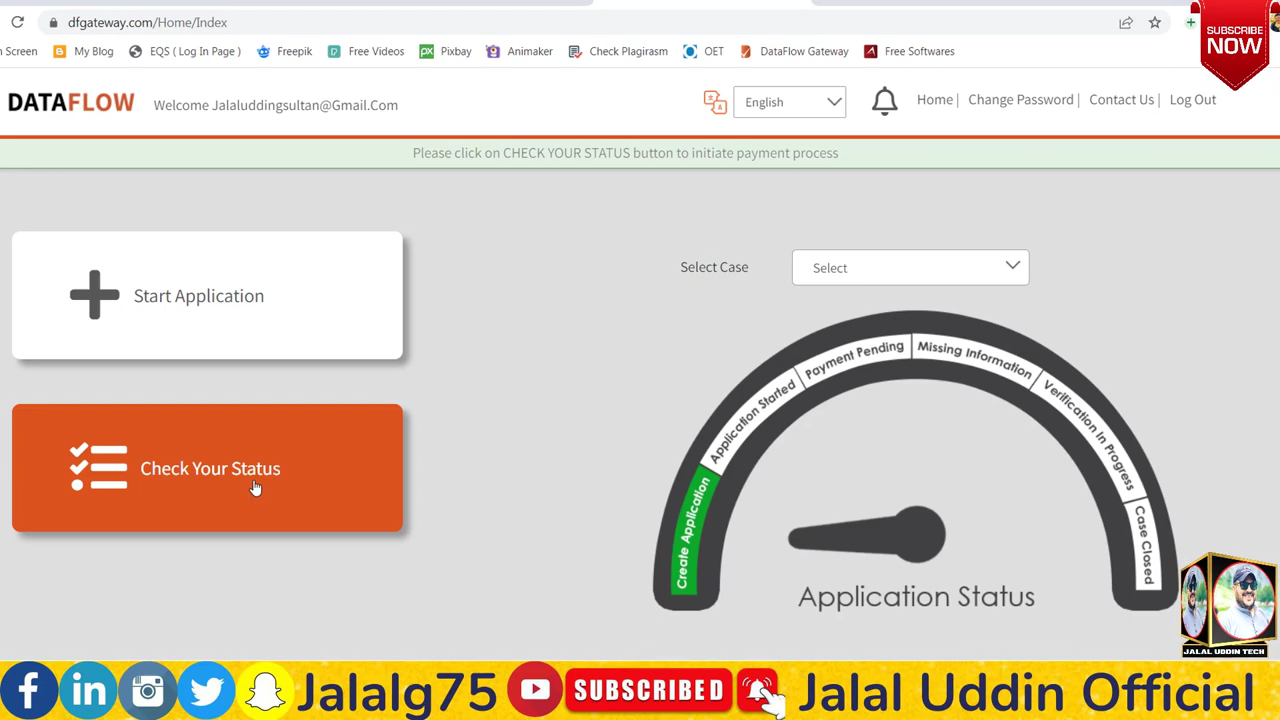 dfgateway.com/Home/Index
n Screen
My Blog
EQS ( Log In Page )
Freepik
Free Videos
px
Pixbay
Animaker
Check Plagirasm
OET
DataFlow Gateway
Free Softwares
SUBSCRIBE
NOW
DATAFLOW
Welcome Jalaluddingsultan@Gmail.Com
English
Home |
Change Password |
Contact Us |
Log Out
Please click on CHECK YOUR STATUS button to initiate payment process
Start Application
Check Your Status
Select Case
Select
Create Application
Application Started
Payment Pending
Missing Information
Verification In Progress
Case Closed
Application Status
JALAL UDDIN TECH
Jalalg75
SUBSCRIBED
Jalal Uddin Official